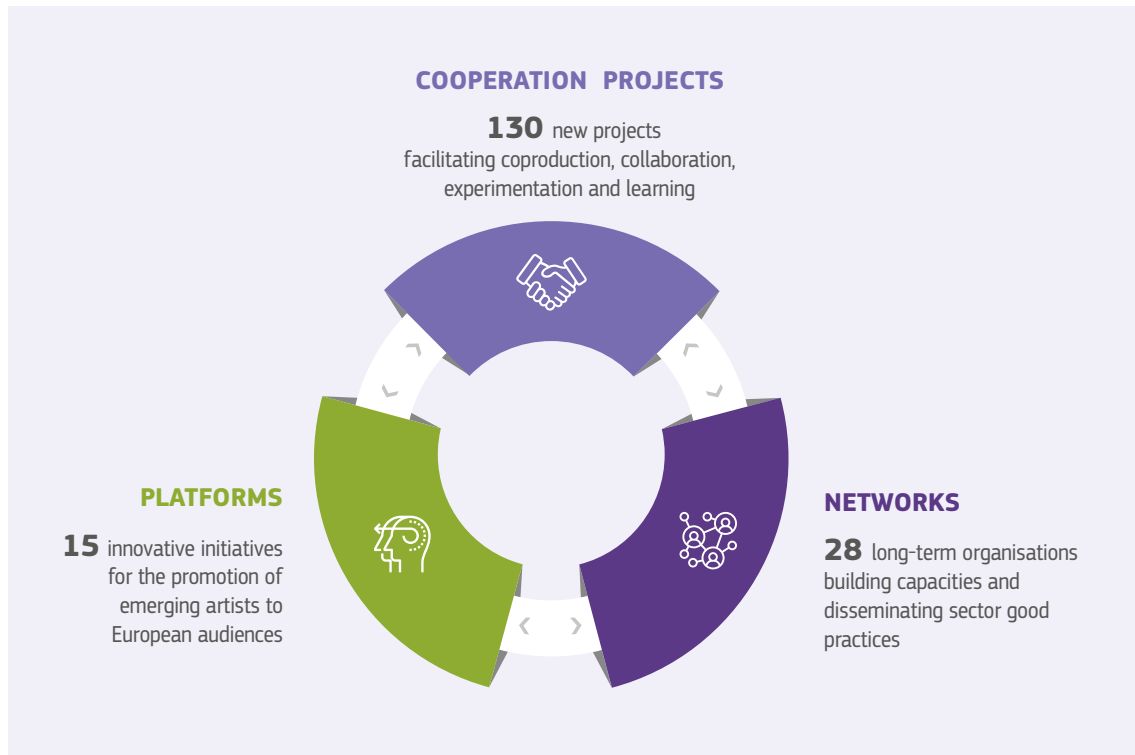 COOPERATION PROJECTS
130 new projects
facilitating coproduction, collaboration,
experimentation and learning
PLATFORMS
15 innovative initiatives
for the promotion of
emerging artists to
European audiences
NETWORKS
28 long-term organisations
building capacities and
disseminating sector good
practices